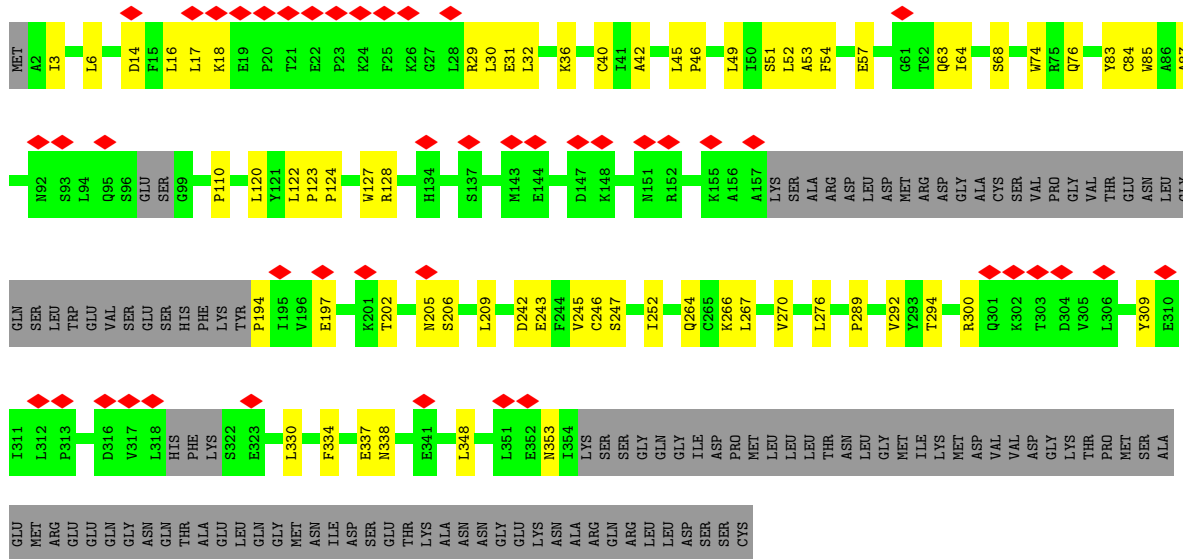 MET A2 I3 L6 D14 F15 L16 L17 K18 E19 P20 T21 E22 P23 K24 F25 K26 G27 L28 R29 L30 E31 L32 K36 C40 I41 A42 L45 P46 L49 I50 S51 L52 A53 F54 E57 G61 T62 Q63 I64 S68 W74 R75 Q76 Y83 C84 W85 A86
N92 S93 L94 Q95 S96 GLU SER G99 P110 L120 Y121 L122 P123 P124 W127 R128 H134 S137 M143 E144 D147 K148 N151 R152 K155 A156 A157 LYS SER ALA ARG ASP LEU ASP MET ARG ASP GLY ALA CYS SER VAL PRO GLY VAL THR GLU ASN LEU GLY
GLN SER LEU TRP GLU VAL SER GLU SER HIS PHE LYS TYR P194 I195 V196 E197 K201 T202 N205 S206 L209 D242 E243 F244 V245 C246 S247 I252 Q264 C265 K266 L267 V270 L276 P289 V292 Y293 T294 R300 Q301 K302 T303 D304 V305 L306 Y309 E310
I311 L312 P313 D316 V317 L318 HIS PHE LYS S322 E323 L330 F334 E337 N338 E341 L348 L351 E352 N353 I354 LYS SER SER GLY GLN GLY ILE ASP PRO MET LEU LEU LEU THR ASN LEU GLY MET ILE LYS MET ASP VAL VAL ASP GLY LYS THR PRO MET SER ALA
GLU MET ARG GLU GLU GLN GLY ASN GLN THR ALA GLU LEU GLN GLY MET ASN ILE ASP SER GLU THR LYS ALA ASN ASN GLY GLU LYS ASN ALA ARG GLN ARG LEU LEU ASP SER SER CYS